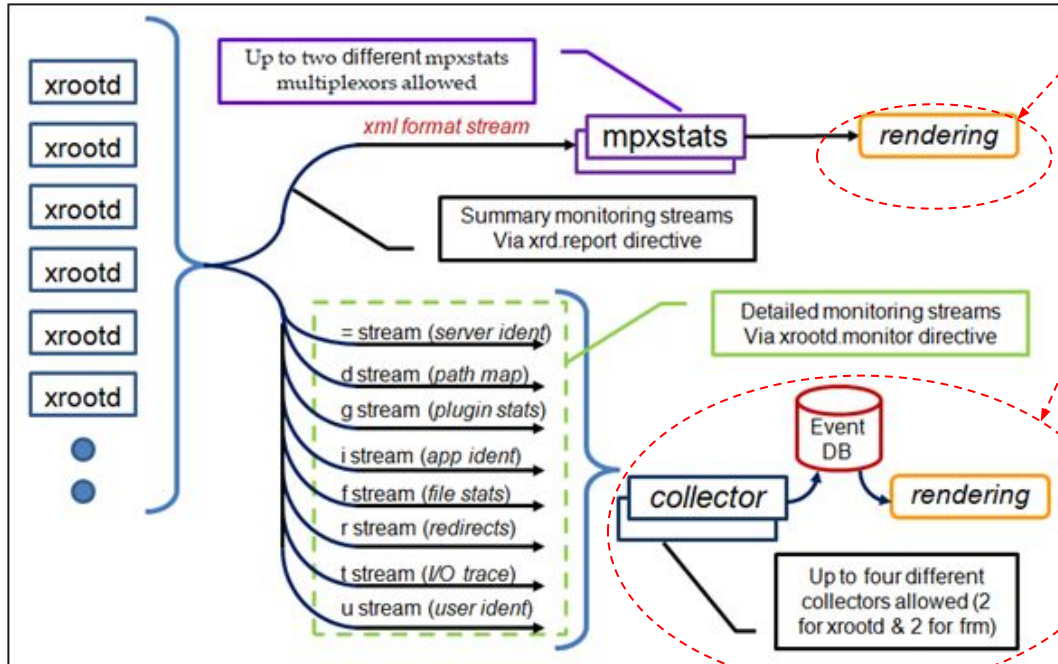 xrootd
xrootd
xrootd
xrootd
xrootd
xrootd
Up to two different mpxstats
multiplexors allowed
xml format stream
mpxstats
rendering
Summary monitoring streams
Via xrd.report directive
= stream (server ident)
d stream (path map)
g stream (plugin stats)
i stream (app ident)
f stream (file stats)
r stream (redirects)
t stream (I/O trace)
u stream (user ident)
Detailed monitoring streams
Via xrootd.monitor directive
Event
DB
collector
rendering
Up to four different
collectors allowed (2
for xrootd & 2 for frm)